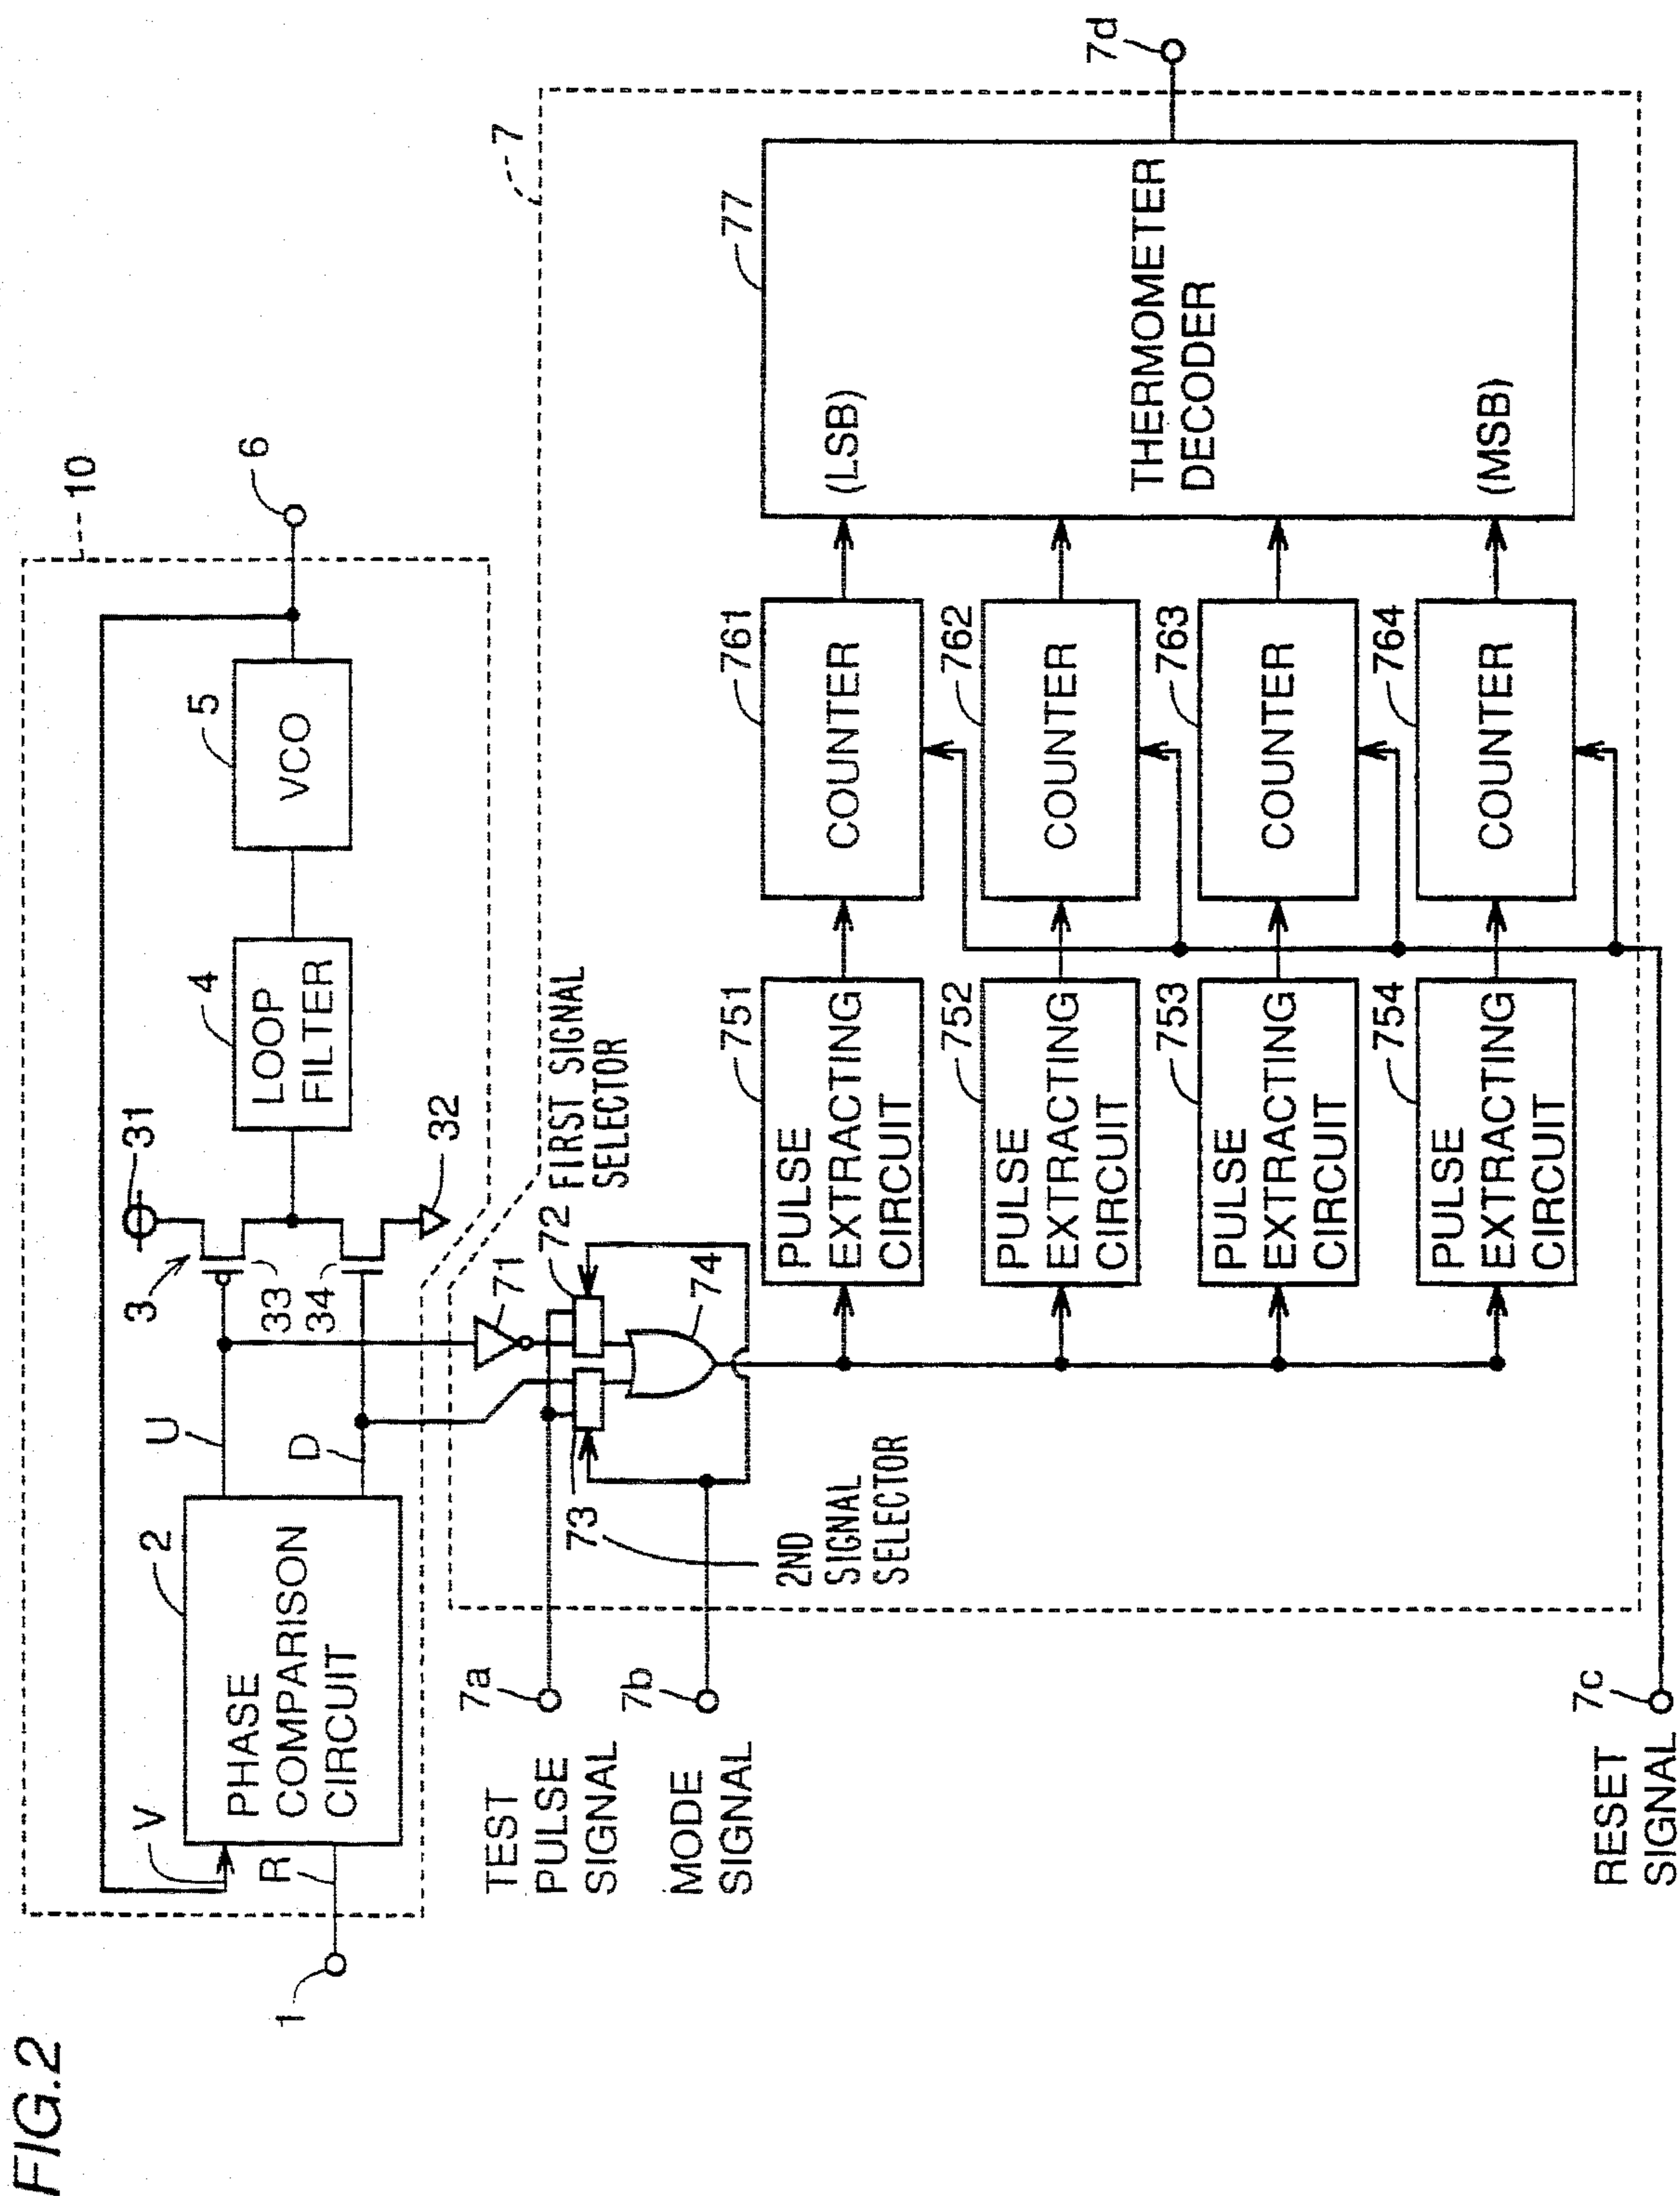 FIG.2
10
6
5
VCO
4
LOOP
FILTER
31
3
33
34
32
U
D
2
PHASE
COMPARISON
CIRCUIT
V
R
1
7
7d
FIRST SIGNAL
SELECTOR
71
72
73
74
2ND
SIGNAL
SELECTOR
7a
TEST
PULSE
SIGNAL
7b
MODE
SIGNAL
7c
RESET
SIGNAL
751
PULSE
EXTRACTING
CIRCUIT
752
PULSE
EXTRACTING
CIRCUIT
753
PULSE
EXTRACTING
CIRCUIT
754
PULSE
EXTRACTING
CIRCUIT
761
COUNTER
762
COUNTER
763
COUNTER
764
COUNTER
77
(LSB)
THERMOMETER
DECODER
(MSB)